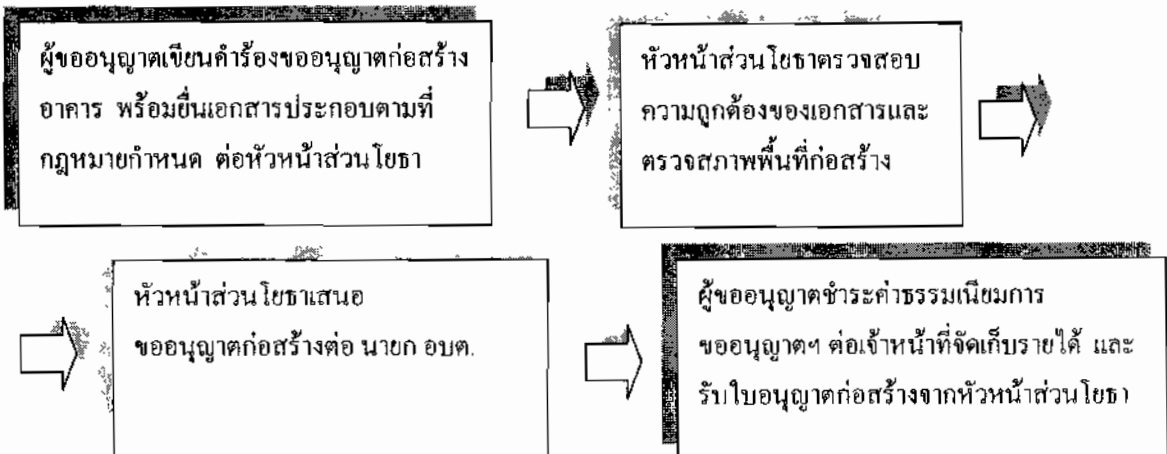 ผู้ขออนุญาตเขียนคำร้องขออนุญาตก่อสร้าง
อาคาร พร้อมยื่นเอกสารประกอบตามที่
กฎหมายกำหนด ต่อหัวหน้าส่วนโยธา
หัวหน้าส่วนโยธาตรวจสอบ
ความถูกต้องของเอกสารและ
ตรวจสภาพพื้นที่ก่อสร้าง
หัวหน้าส่วนโยธาเสนอ
ขออนุญาตก่อสร้างต่อ นายก อบต.
ผู้ขออนุญาตชำระค่าธรรมเนียมการ
ขออนุญาตฯ ต่อเจ้าหน้าที่จัดเก็บรายได้ และ
รับใบอนุญาตก่อสร้างจากหัวหน้าส่วนโยธา